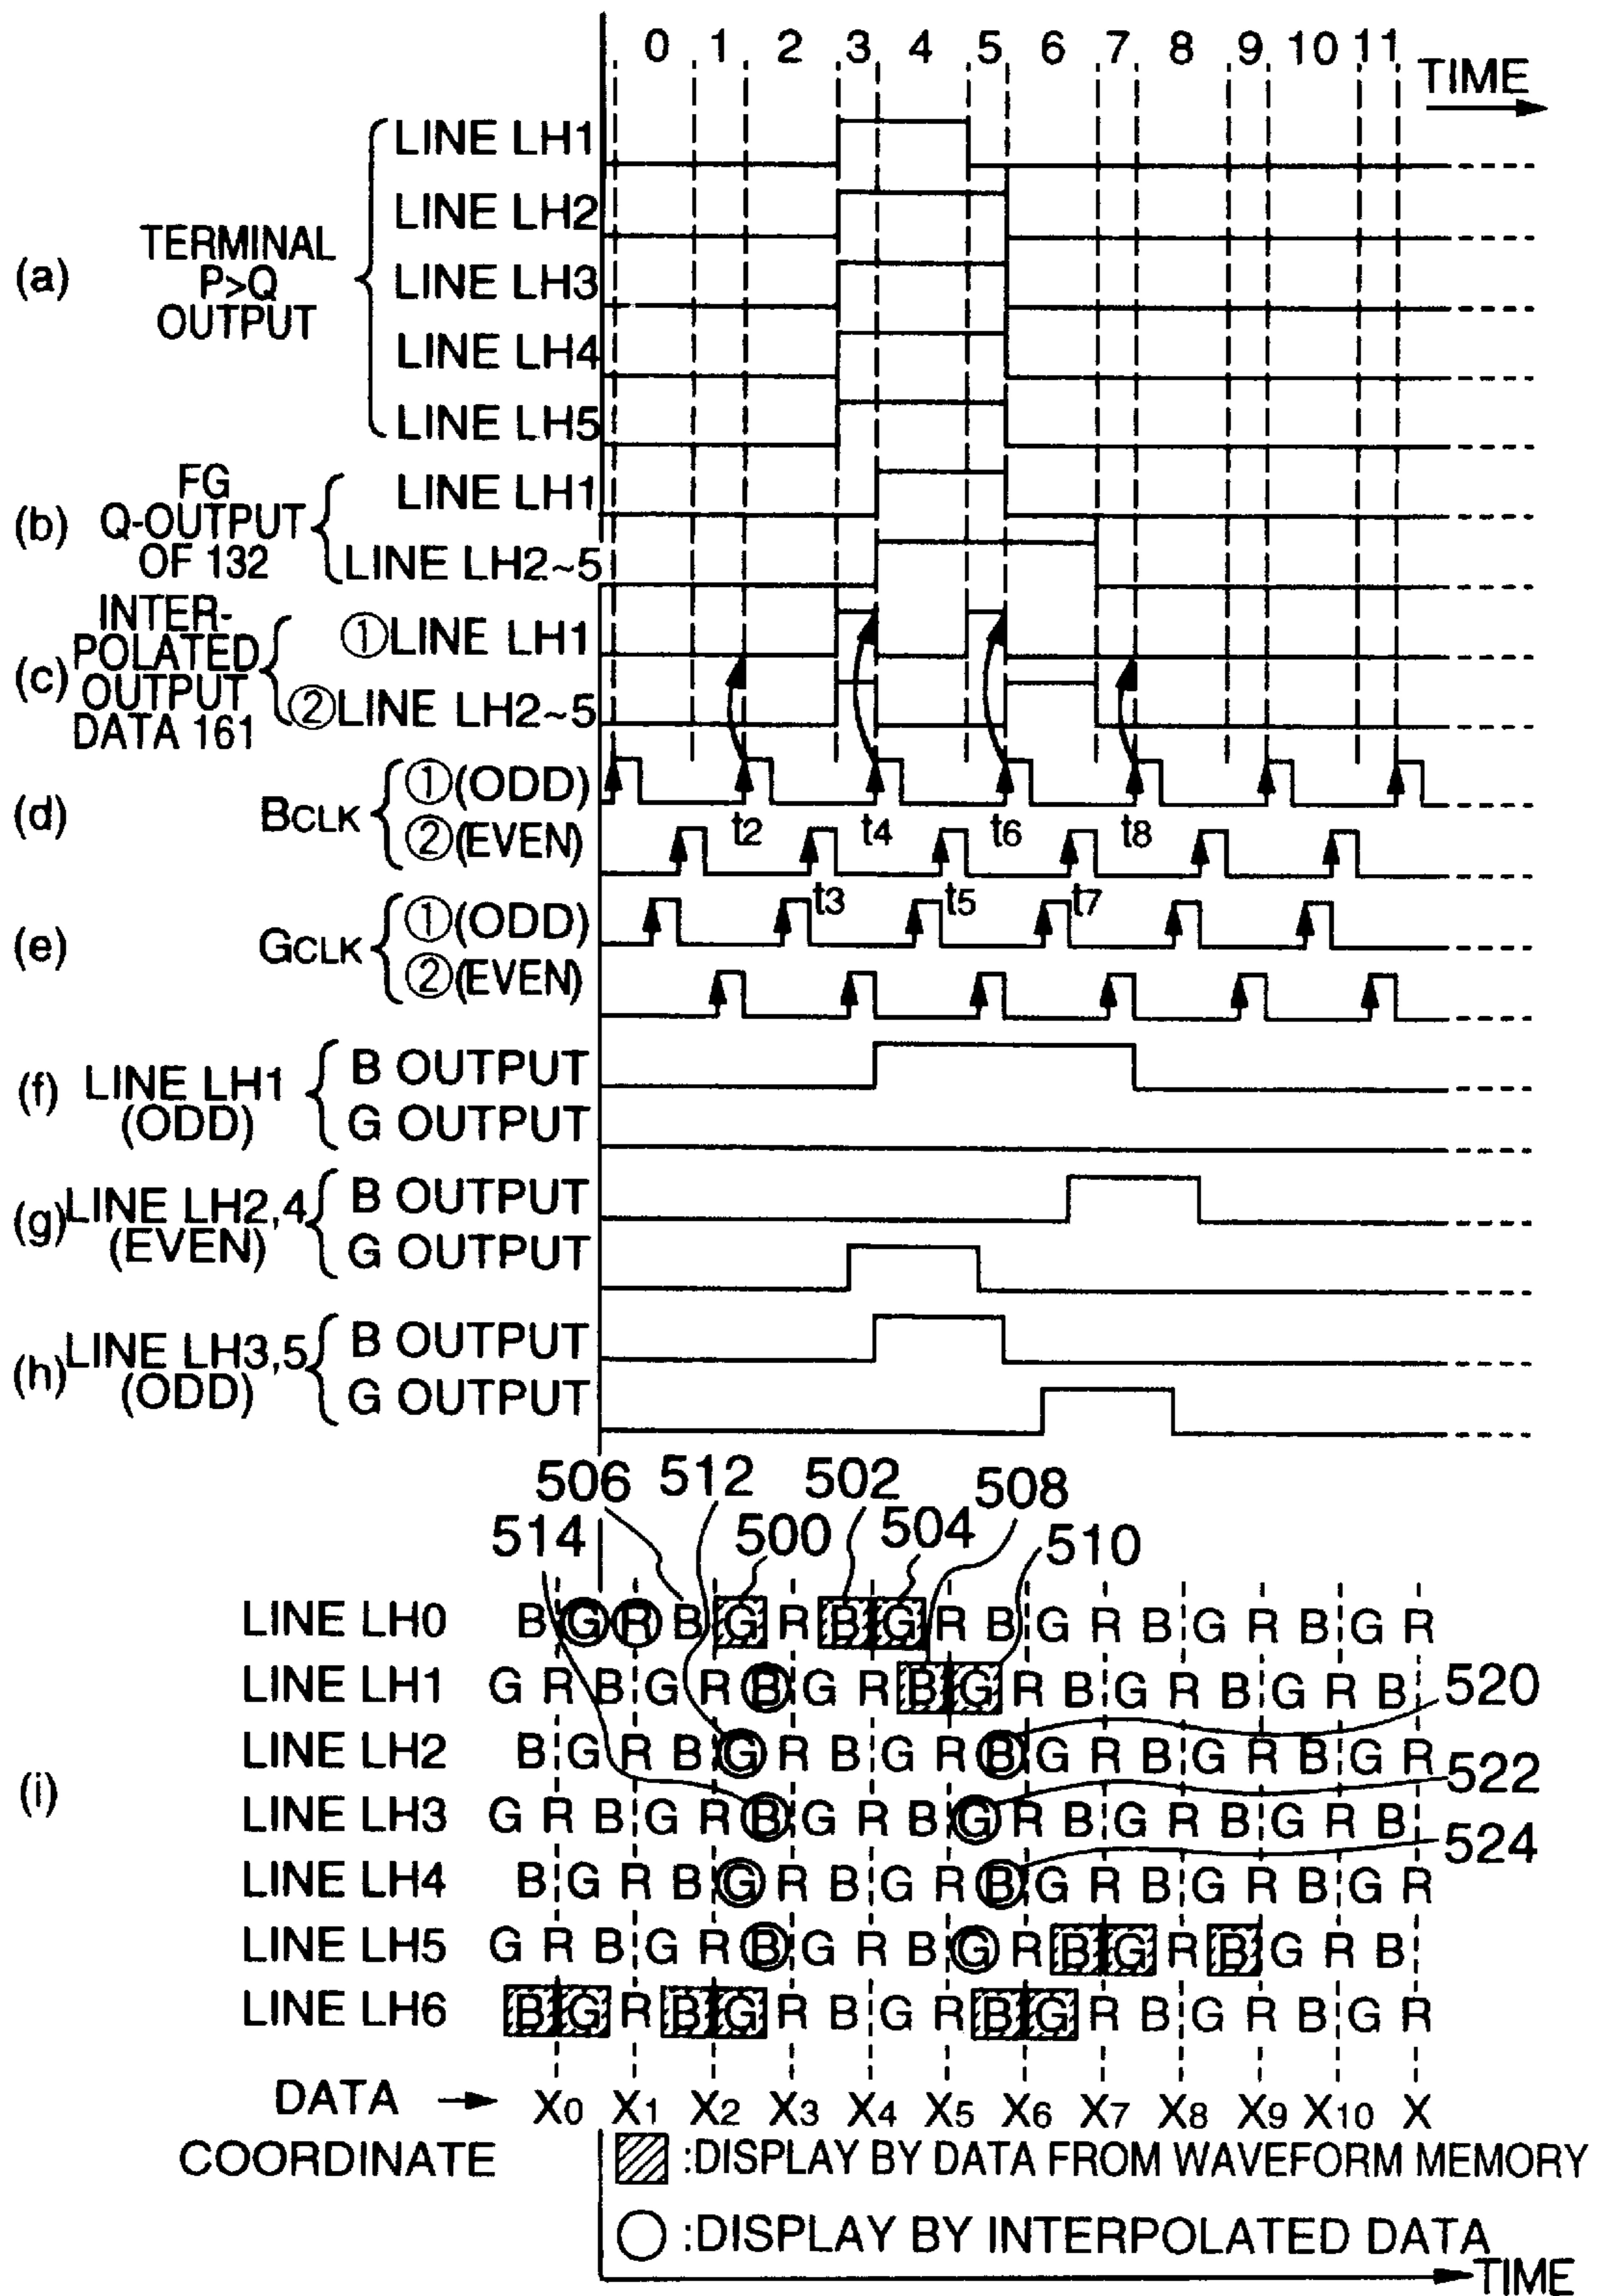 0 1 2 3 4 5 6 7 8 9 10 11
TIME
(a) TERMINAL P>Q OUTPUT
LINE LH1
LINE LH2
LINE LH3
LINE LH4
LINE LH5
(b) FG Q-OUTPUT OF 132
LINE LH1
LINE LH2~5
(c) INTER-POLATED OUTPUT DATA 161
①LINE LH1
②LINE LH2~5
(d) BCLK
①(ODD)
t2 t4 t6 t8
②(EVEN)
t3 t5 t7
(e) GCLK
①(ODD)
②(EVEN)
(f) LINE LH1 (ODD)
B OUTPUT
G OUTPUT
(g) LINE LH2,4 (EVEN)
B OUTPUT
G OUTPUT
(h) LINE LH3,5 (ODD)
B OUTPUT
G OUTPUT
506 512 502 508
514 500 504 510
(i)
LINE LH0 B G R B G R B G R B G R B G R B G R
LINE LH1 G R B G R B G R B G R B G R B G R B
520
LINE LH2 B G R B G R B G R B G R B G R B G R
522
LINE LH3 G R B G R B G R B G R B G R B G R B
524
LINE LH4 B G R B G R B G R B G R B G R B G R
LINE LH5 G R B G R B G R B G R B G R B G R B
LINE LH6 B G R B G R B G R B G R B G R B G R
DATA → X0 X1 X2 X3 X4 X5 X6 X7 X8 X9 X10 X
COORDINATE
:DISPLAY BY DATA FROM WAVEFORM MEMORY
:DISPLAY BY INTERPOLATED DATA
TIME